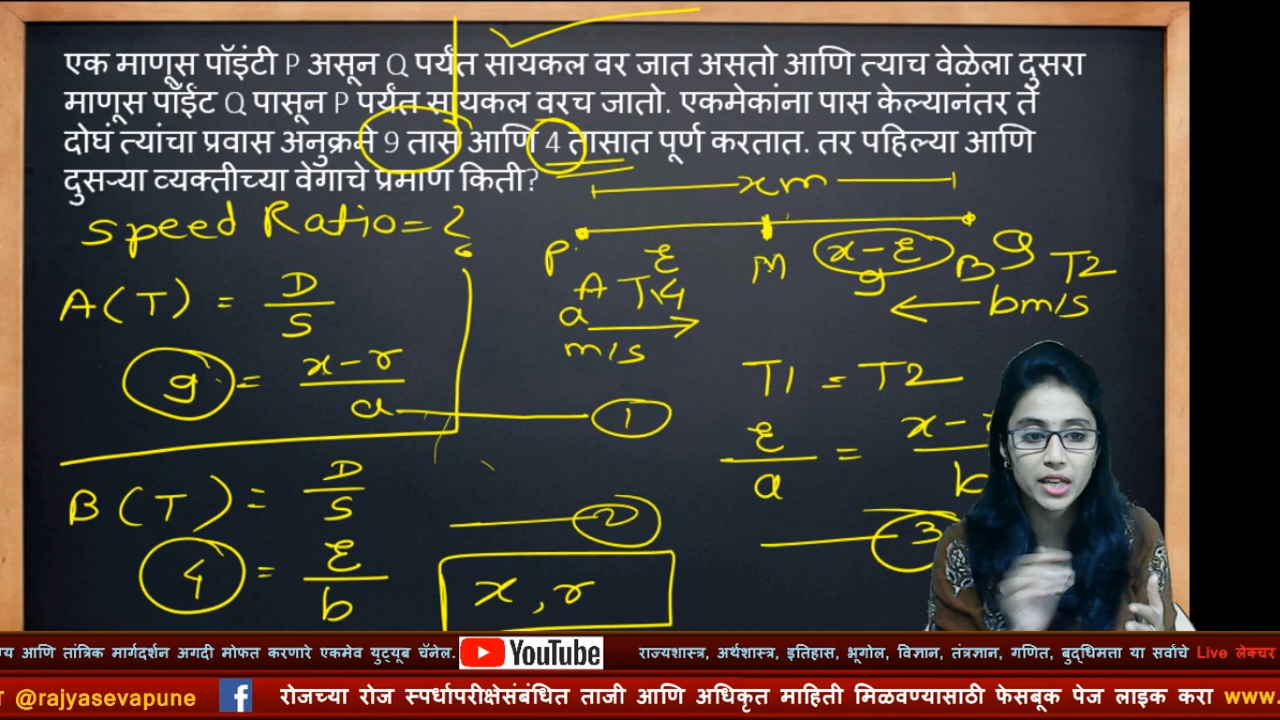 एक माणूस पॉइंटी P असून Q पर्यंत सायकल वर जात असतो आणि त्याच वेळेला दुसरा
माणूस पॉईंट Q पासून P पर्यंत सायकल वरच जातो. एकमेकांना पास केल्यानंतर ते
दोघं त्यांचा प्रवास अनुक्रमे 9 तास आणि 4 तासात पूर्ण करतात. तर पहिल्या आणि
दुसऱ्या व्यक्तीच्या वेगाचे प्रमाण किती?
xm
Speed Ratio = ?
P M B Q T2
A
a m/s
b m/s
A(T) = D/S
9 = x-r/a
1
T1 = T2
B(T) = D/S
2
3
4
b
x, r
आणि तांत्रिक मार्गदर्शन अगदी मोफत करणारे एकमेव युट्यूब चॅनेल. YouTube राज्यशास्त्र, अर्थशास्त्र, इतिहास, भूगोल, विज्ञान, तंत्रज्ञान, गणित, बुद्धिमत्ता या सर्वांचे Live लेक्चर
@rajyasevapune f रोजच्या रोज स्पर्धापरीक्षेसंबंधित ताजी आणि अधिकृत माहिती मिळवण्यासाठी फेसबूक पेज लाइक करा www.